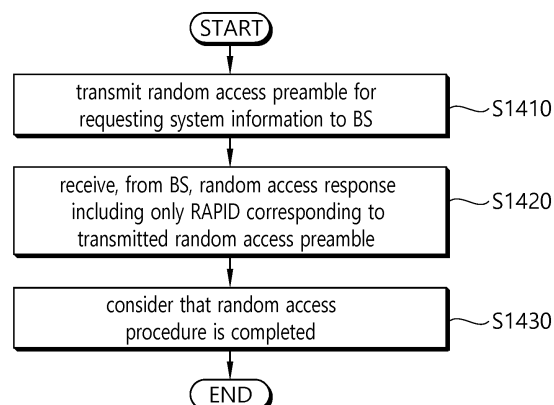 START
transmit random access preamble for
requesting system information to BS
S1410
receive, from BS, random access response
including only RAPID corresponding to
transmitted random access preamble
S1420
consider that random access
procedure is completed
S1430
END